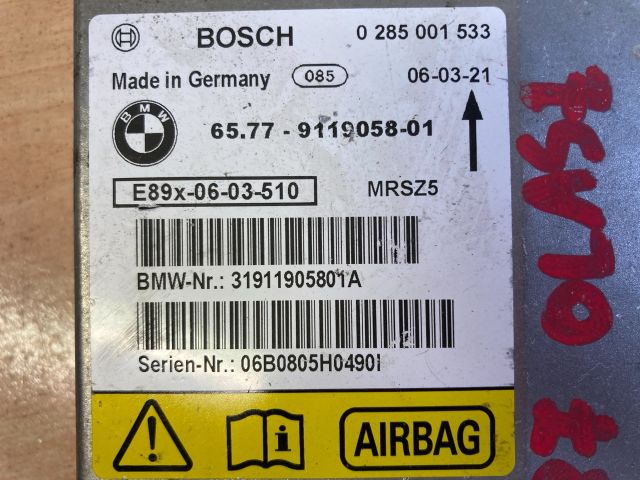 BOSCH 0 285 001 533
Made in Germany 085 06-03-21
BMW
65.77 - 9119058-01
E89x-06-03-510 MRSZ5
BMW-Nr.: 31911905801A
Serien-Nr.: 06B0805H0490I
AIRBAG